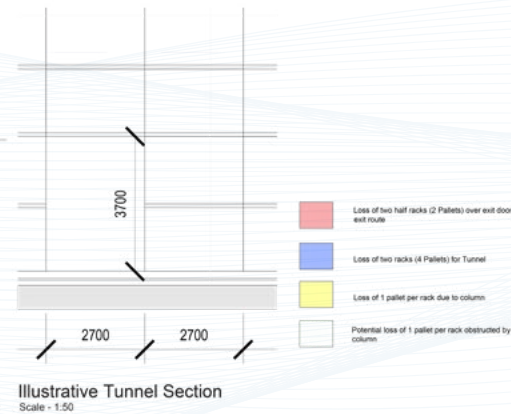 3700
Loss of two half racks (2 Pallets) over exit door
exit route
Loss of two racks (4 Pallets) for Tunnel
Loss of 1 pallet per rack due to column
Potential loss of 1 pallet per rack obstructed by
column
2700
2700
Illustrative Tunnel Section
Scale - 1:50